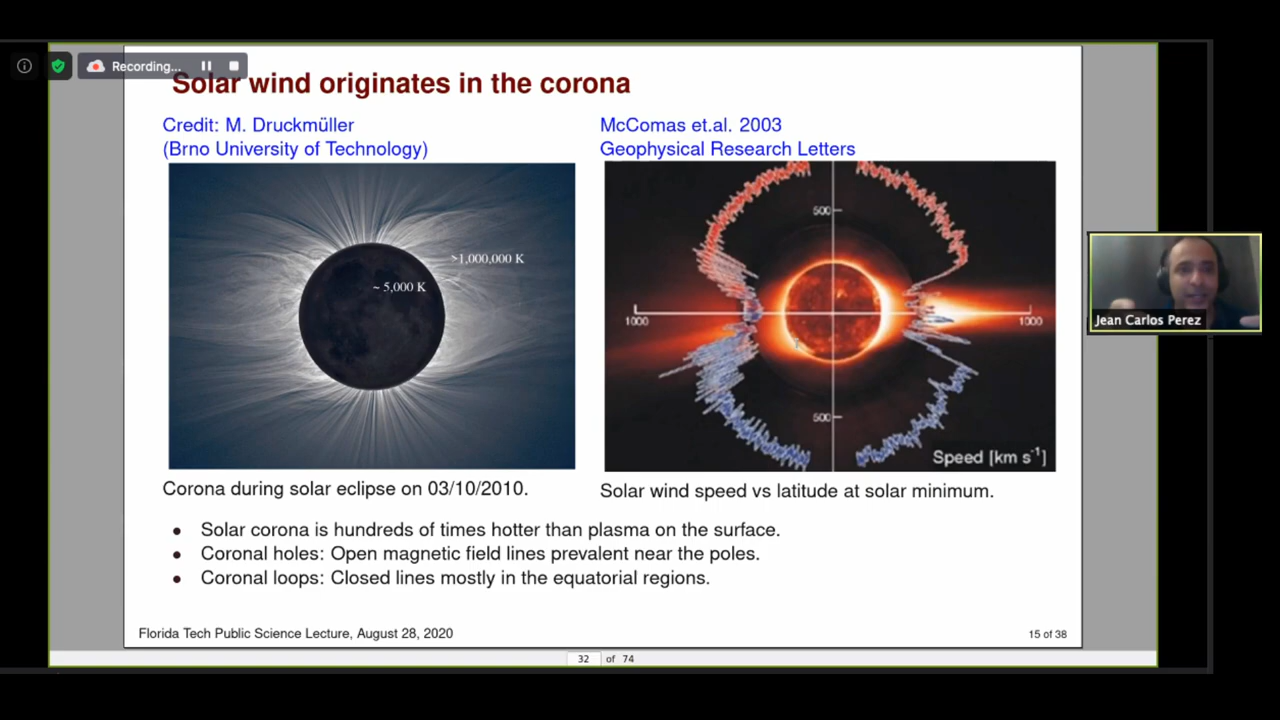 Recording...
Solar wind originates in the corona
Credit: M. Druckmüller
(Brno University of Technology)
McComas et.al. 2003
Geophysical Research Letters
>1,000,000 K
~ 5,000 K
500
1000
1000
500
Speed [km s-1]
Jean Carlos Perez
Corona during solar eclipse on 03/10/2010.
Solar wind speed vs latitude at solar minimum.
• Solar corona is hundreds of times hotter than plasma on the surface.
• Coronal holes: Open magnetic field lines prevalent near the poles.
• Coronal loops: Closed lines mostly in the equatorial regions.
Florida Tech Public Science Lecture, August 28, 2020
15 of 38
32 of 74